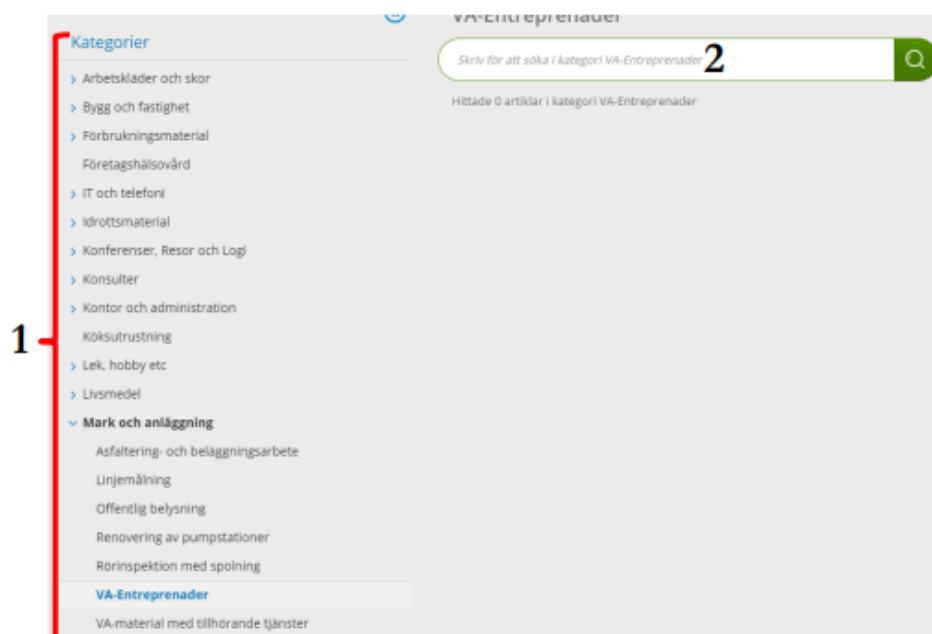 Kategorier
Arbetskläder och skor
Bygg och fastighet
Förbrukningsmaterial
Företagshälsovård
IT och telefoni
Idrottsmaterial
Konferenser, Resor och Logi
Konsulter
Kontor och administration
Köksutrustning
Lek, hobby etc
Livsmedel
Mark och anläggning
Asfaltering- och beläggningsarbete
Linjemålning
Offentlig belysning
Renovering av pumpstationer
Rörinspektion med spolning
VA-Entreprenader
VA-material med tillhörande tjänster
1
VA-Entreprenader
Skriv för att söka i kategori VA-Entreprenader
2
Hittade 0 artiklar i kategori VA-Entreprenader